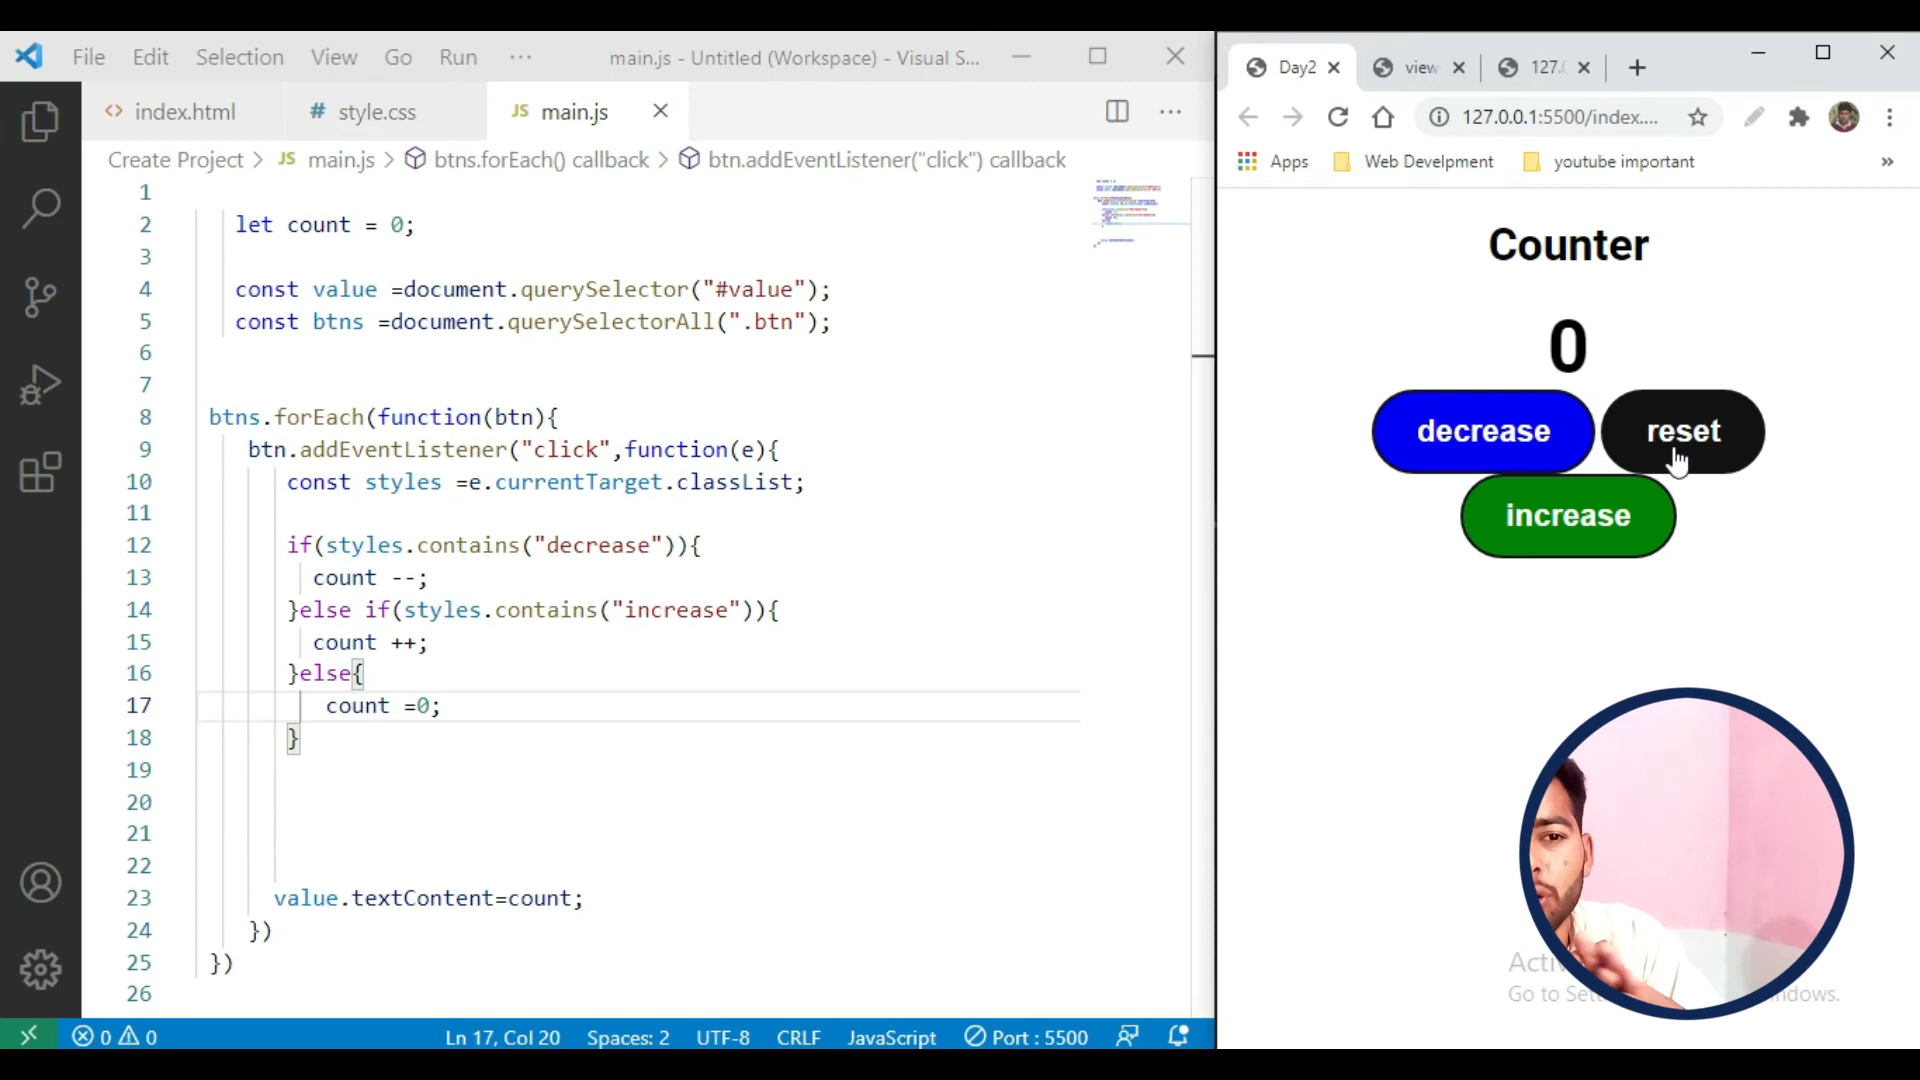 File Edit Selection View Go Run ··· main.js - Untitled (Workspace) - Visual S...
index.html style.css JS main.js
Create Project > JS main.js > btns.forEach() callback > btn.addEventListener("click") callback
1
2 let count = 0;
3
4 const value =document.querySelector("#value");
5 const btns =document.querySelectorAll(".btn");
6
7
8 btns.forEach(function(btn){
9 btn.addEventListener("click",function(e){
10 const styles =e.currentTarget.classList;
11
12 if(styles.contains("decrease")){
13 count --;
14 }else if(styles.contains("increase")){
15 count ++;
16 }else{
17 count =0;
18 }
19
20
21
22
23 value.textContent=count;
24 })
25 })
26
0 0 Ln 17, Col 20 Spaces: 2 UTF-8 CRLF JavaScript Port : 5500
Day2 view 127.
127.0.0.1:5500/index....
Apps Web Develpment youtube important »
Counter
0
decrease reset
increase
Go to